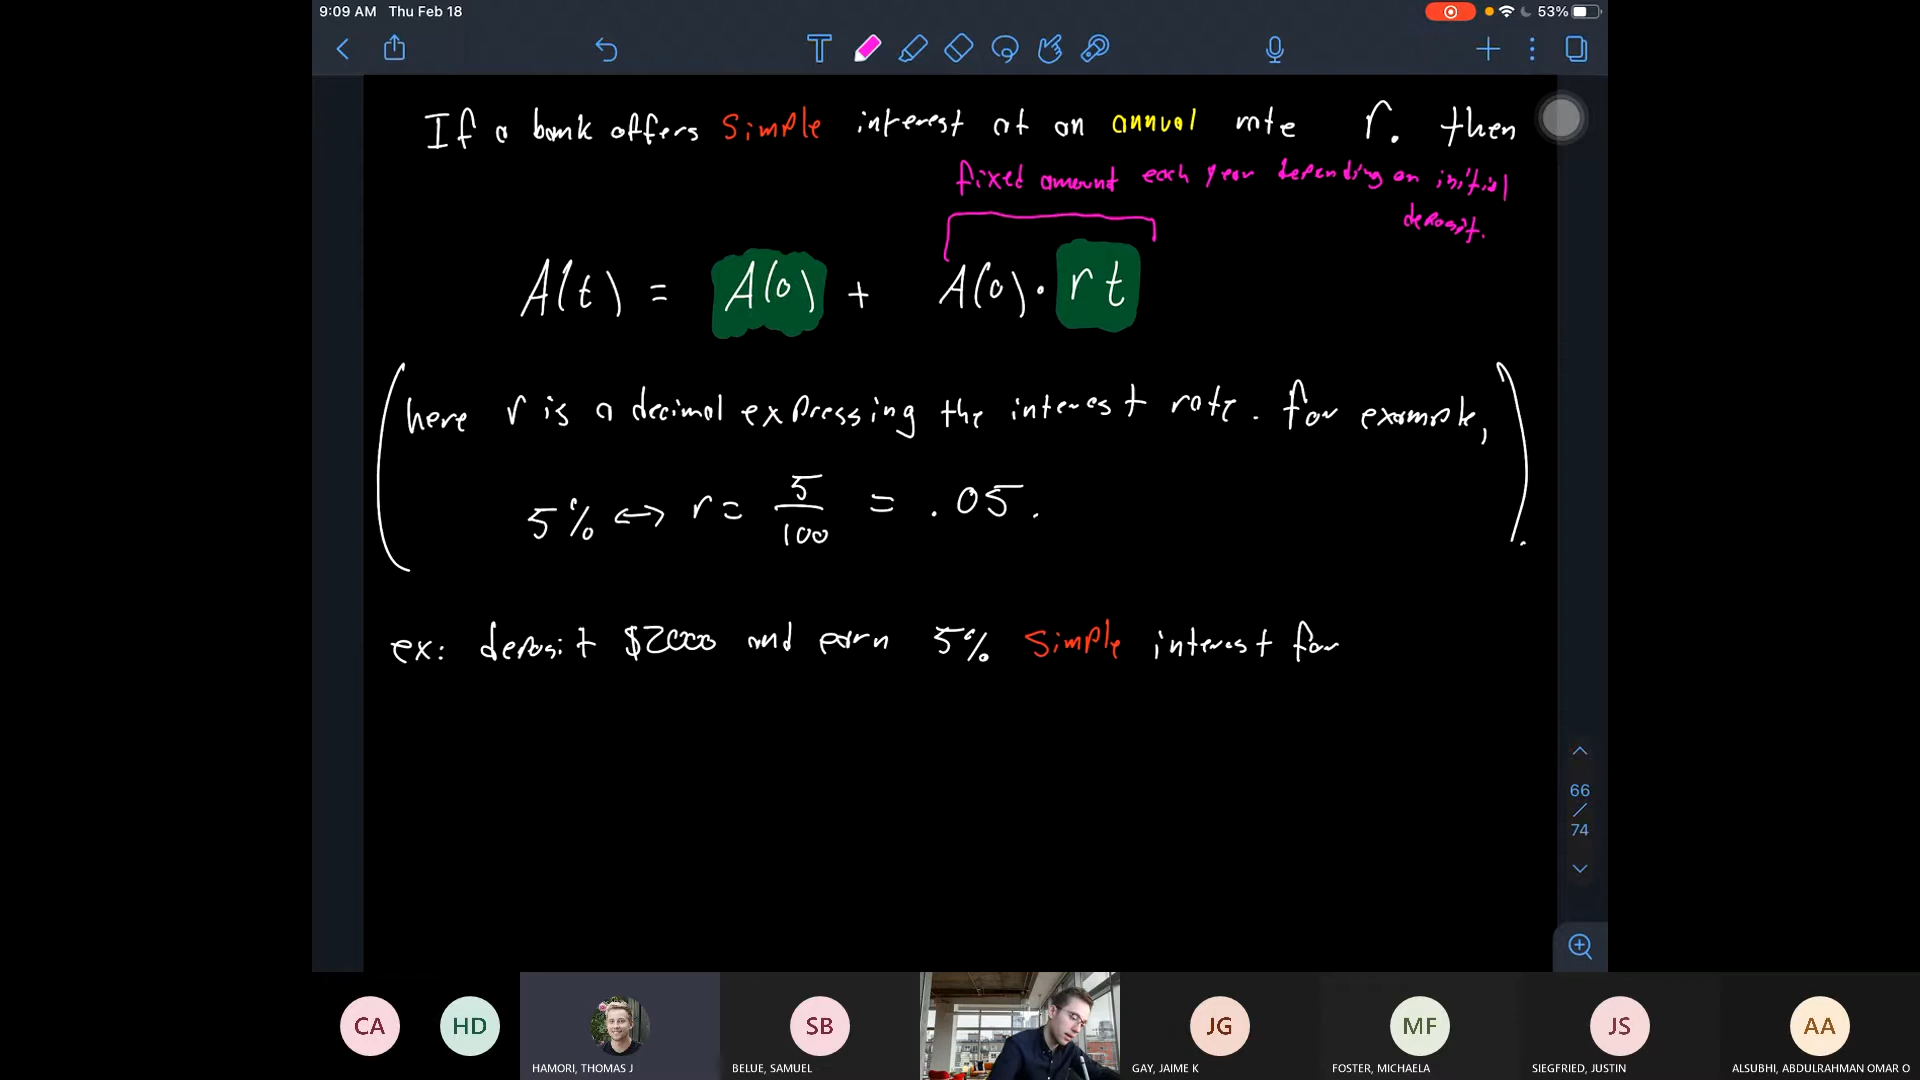 9:09 AM Thu Feb 18
53%
If a bank offers Simple interest at an annual rate r. then
fixed amount each year depending on initial
deposit.
A(t) = A(0) + A(0) · rt
(here r is a decimal expressing the interest rate. for example,
5% ↔ r = 5/100 = .05.)
ex: deposit $2000 and earn 5% Simple interest for
66
/
74
CA HD SB JG MF JS AA
HAMORI, THOMAS J BELUE, SAMUEL GAY, JAIME K FOSTER, MICHAELA SIEGFRIED, JUSTIN ALSUBHI, ABDULRAHMAN OMAR O